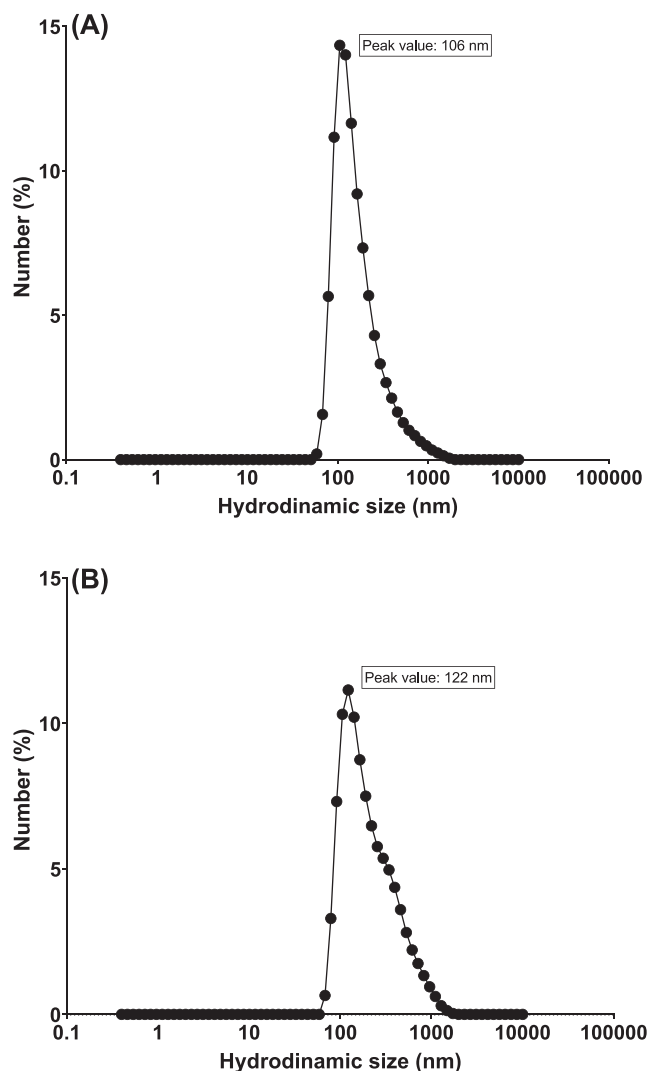 (A)
15
Peak value: 106 nm
10
5
0
Number (%)
0.1 1 10 100 1000 10000 100000
Hydrodinamic size (nm)
(B)
15
Peak value: 122 nm
10
5
0
Number (%)
0.1 1 10 100 1000 10000 100000
Hydrodinamic size (nm)